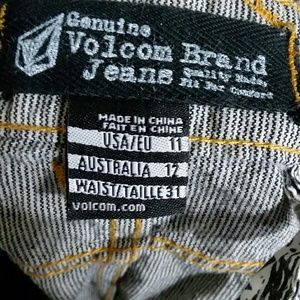 Genuine
Volcom Brand
Jeans
Quality Made,
Fit For Comfort
MADE IN CHINA
FAIT EN CHINE
USA/EU 11
AUSTRALIA 12
WAIST/TAILLE 31
volcom.com